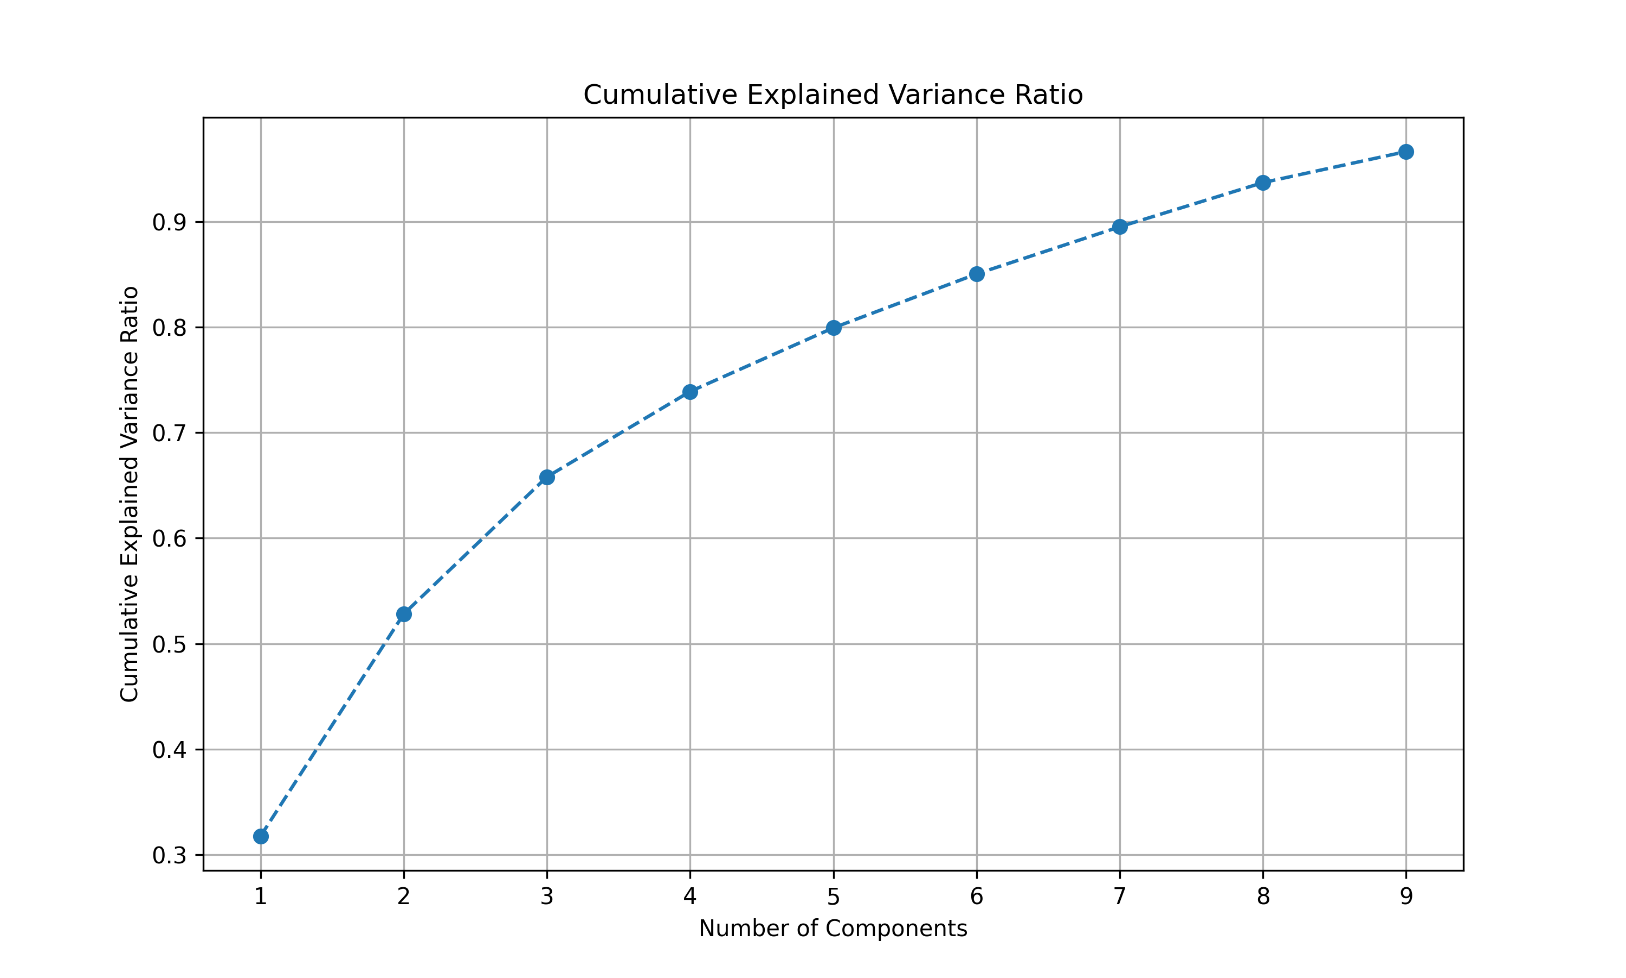 Cumulative Explained Variance Ratio
Cumulative Explained Variance Ratio
0.9
0.8
0.7
0.6
0.5
0.4
0.3
1 2 3 4 5 6 7 8 9
Number of Components